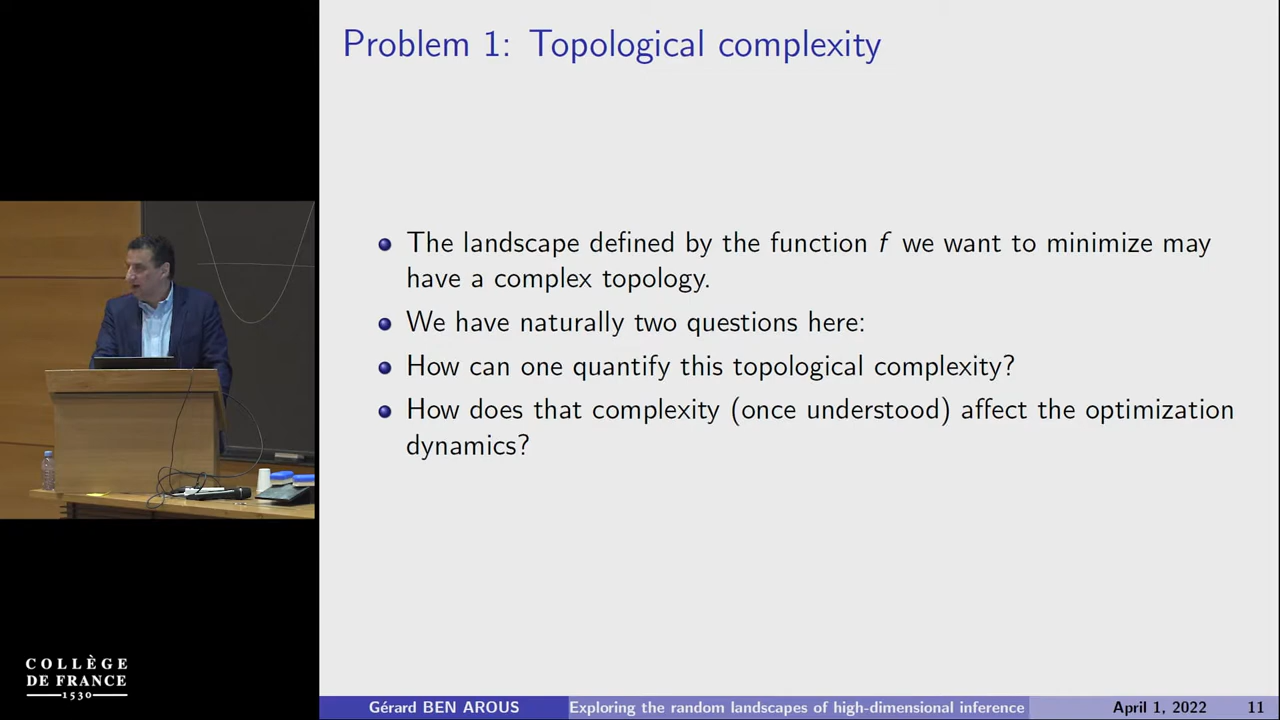 Problem 1: Topological complexity
The landscape defined by the function f we want to minimize may
have a complex topology.
We have naturally two questions here:
How can one quantify this topological complexity?
How does that complexity (once understood) affect the optimization
dynamics?
COLLÈGE
DE FRANCE
1530
Gérard BEN AROUS
Exploring the random landscapes of high-dimensional inference
April 1, 2022
11